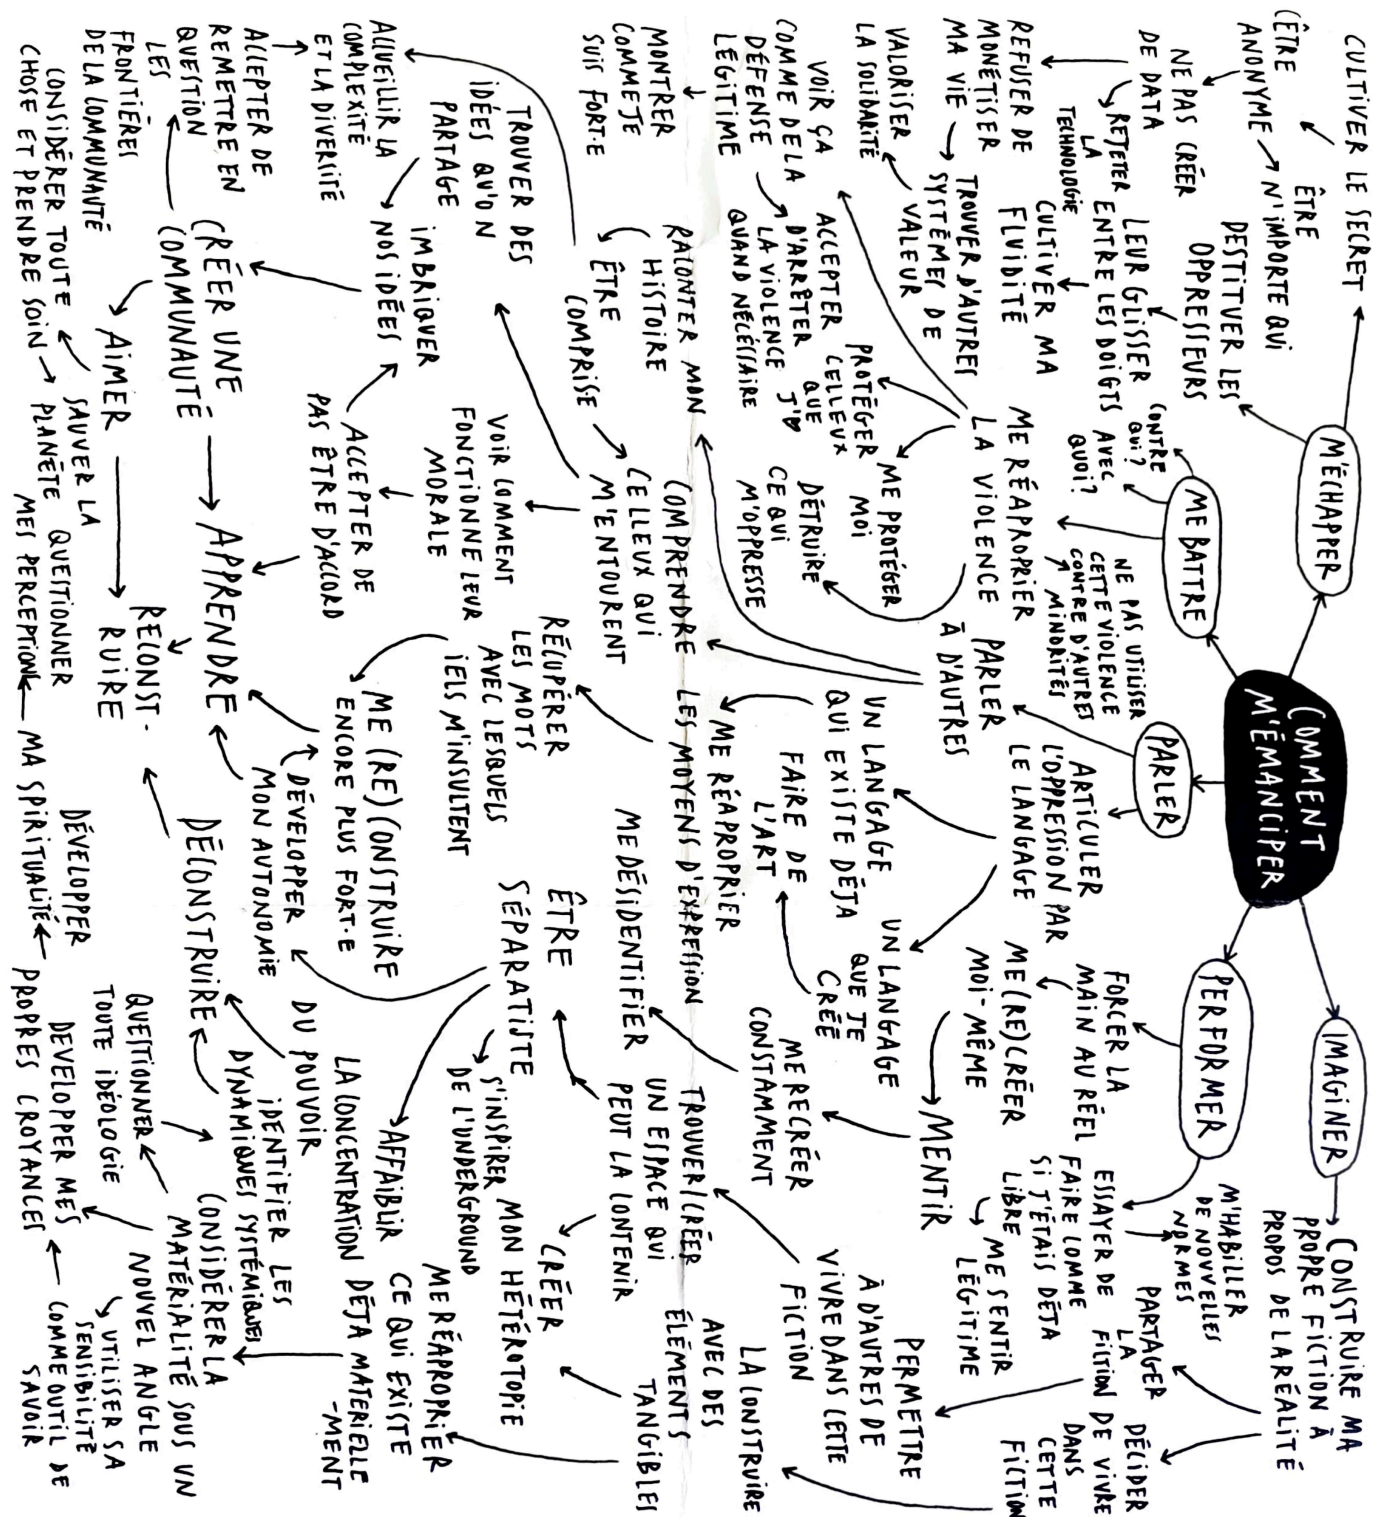 COMMENT
M'ÉMANCIPER
M'ÉCHAPPER
CULTIVER LE SECRET
ÊTRE
ANONYME
ÊTRE
N'IMPORTE QUI
NE PAS CRÉER
DE DATA
REFUSER DE
MONÉTISER
MA VIE
REJETER
LA
TECHNOLOGIE
TROUVER D'AUTRES
SYSTÈMES DE
VALEUR
VALORISER
LA SOLIDARITÉ
DESTITUER LES
OPPRESSEURS
LEUR GLISSER
ENTRE LES DOIGTS
CULTIVER MA
FLUIDITÉ
ME BATTRE
CONTRE
QUI?
AVEC
QUOI?
ME RÉAPROPRIER
LA VIOLENCE
NE PAS UTILISER
CETTE VIOLENCE
CONTRE D'AUTRES
MINORITÉS
VOIR ÇA
COMME DE LA
DÉFENSE
LÉGITIME
MONTRER
COMME JE
SUIS FORT·E
ACCEPTER
D'ARRÊTER
LA VIOLENCE
QUAND NÉCÉSSAIRE
PROTÉGER
CELLEUX
QUE
J'♥
ME PROTÉGER
MOI
DÉTRUIRE
CE QUI
M'OPPRESSE
PARLER
PARLER
À D'AUTRES
ARTICULER
L'OPPRESSION PAR
LE LANGAGE
UN LANGAGE
QUI EXISTE DÉJA
UN LANGAGE
QUE JE
CRÉE
FAIRE DE
L'ART
ME RÉAPROPRIER
LES MOYENS D'EXPRESSION
RACONTER MON
HISTOIRE
ÊTRE
COMPRIS·E
COMPRENDRE
CELLEUX QUI
M'ENTOURENT
TROUVER DES
IDÉES QU'ON
PARTAGE
VOIR COMMENT
FONCTIONNE LEUR
MORALE
ACCEPTER DE
PAS ÊTRE D'ACCORD
IMBRIQUER
NOS IDÉES
ACCUEILLIR LA
COMPLEXITÉ
ET LA DIVERSITÉ
ACCEPTER DE
REMETTRE EN
QUESTION
LES
FRONTIÈRES
DE LA COMMUNAUTÉ
CRÉER UNE
COMMUNAUTÉ
AIMER
CONSIDÉRER TOUTE
CHOSE ET PRENDRE SOIN
SAUVER LA
PLANÈTE
APPRENDRE
RECONST-
RUIRE
QUESTIONNER
MES PERCEPTIONS
MA SPIRITUALITÉ
DÉVELOPPER
RÉCUPÉRER
LES MOTS
AVEC LESQUELS
IELS M'INSULTENT
ME (RE)CONSTRUIRE
ENCORE PLUS FORT·E
DÉVELOPPER
MON AUTONOMIE
DÉCONSTRUIRE
PERFORMER
FORCER LA
MAIN AU RÉEL
ME (RE)CRÉER
MOI-MÊME
MENTIR
ME RECRÉER
CONSTAMMENT
ME DÉSIDENTIFIER
ESSAYER DE
FAIRE COMME
SI J'ÉTAIS DÉJA
LIBRE
ME SENTIR
LÉGITIME
M'HABILLER
DE NOUVELLES
NORMES
IMAGINER
CONSTRUIRE MA
PROPRE FICTION À
PROPOS DE LA RÉALITÉ
PARTAGER
LA
FICTION
DÉCIDER
DE VIVRE
DANS
CETTE
FICTION
PERMETTRE
À D'AUTRES DE
VIVRE DANS CETTE
FICTION
LA CONSTRUIRE
AVEC DES
ÉLÉMENTS
TANGIBLES
TROUVER/CRÉER
UN ESPACE QUI
PEUT LA CONTENIR
ÊTRE
SÉPARATISTE
S'INSPIRER
DE L'UNDERGROUND
CRÉER
MON HÉTÉROTOPIE
ME RÉAPROPRIER
CE QUI EXISTE
DÉJA MATERIELLE
-MENT
AFFAIBLIR
LA CONCENTRATION
DU POUVOIR
IDENTIFIER LES
DYNAMIQUES SYSTÉMIQUES
CONSIDÉRER LA
MATÉRIALITÉ SOUS UN
NOUVEL ANGLE
QUESTIONNER
TOUTE IDÉOLOGIE
DEVELOPPER MES
PROPRES CROYANCES
UTILISER SA
SENSIBILITÉ
COMME OUTIL DE
SAVOIR